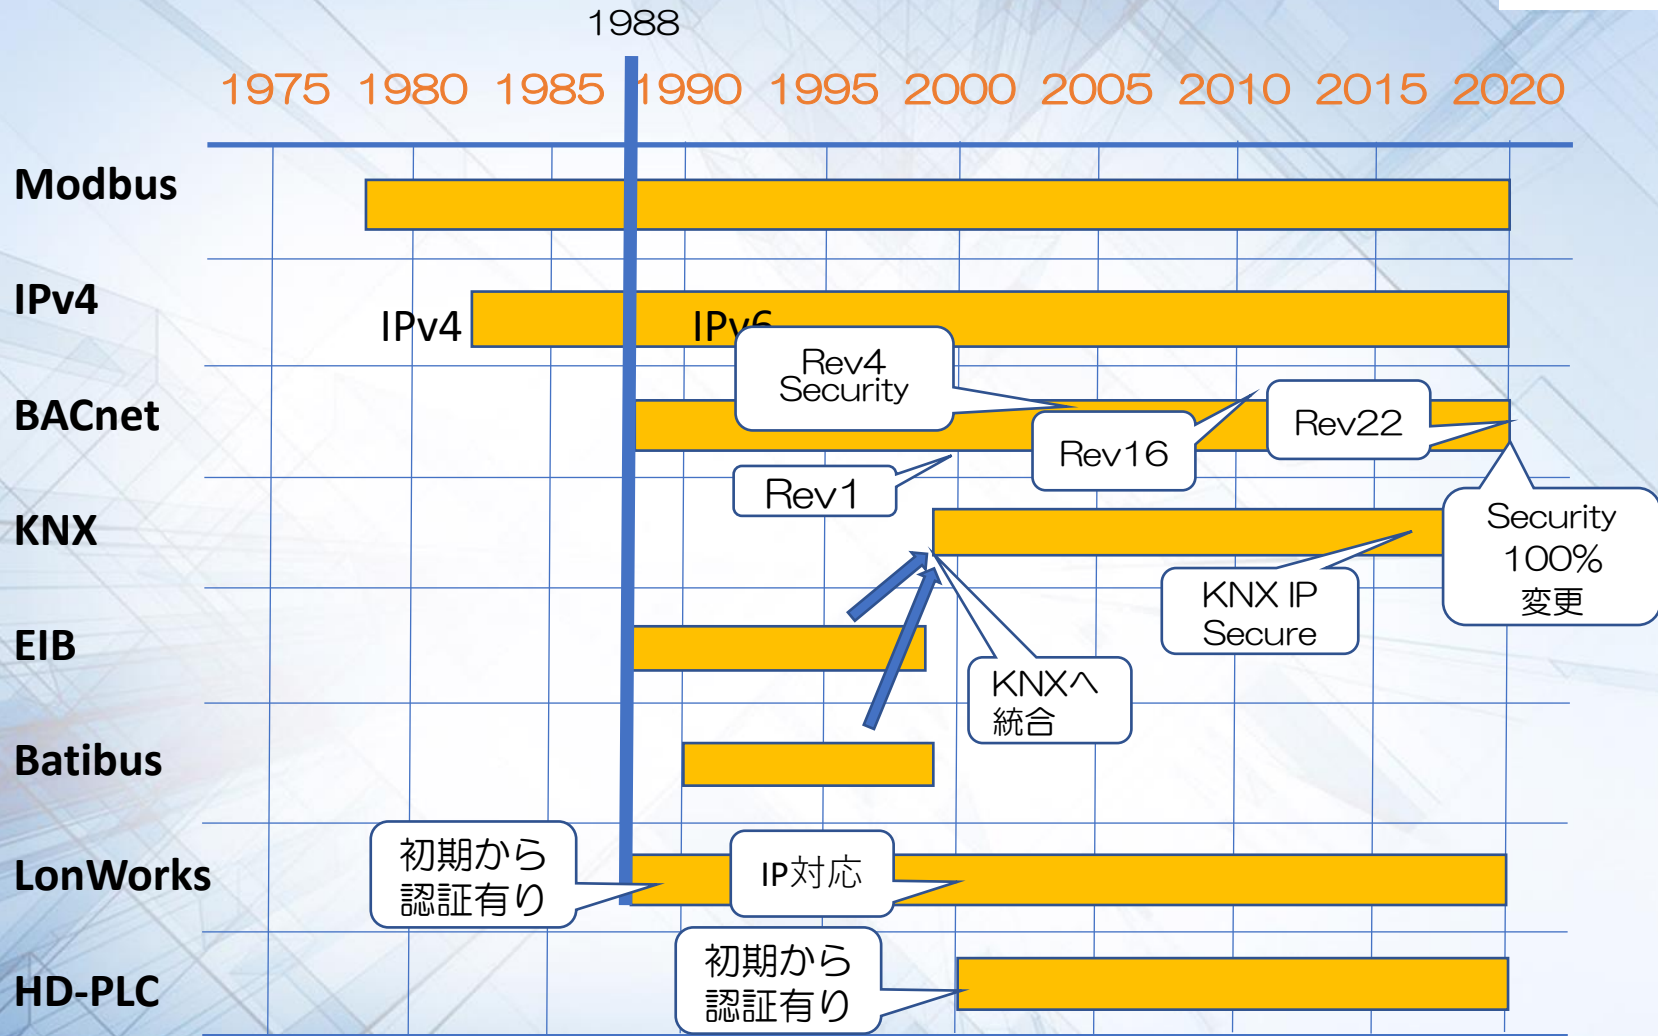 1988
1975 1980 1985 1990 1995 2000 2005 2010 2015 2020
Modbus
IPv4
IPv4
IPv6
Rev4
Security
BACnet
Rev16
Rev22
Rev1
KNX
Security
100%
変更
KNX IP
Secure
EIB
KNXへ
統合
Batibus
LonWorks
初期から
認証有り
IP対応
HD-PLC
初期から
認証有り